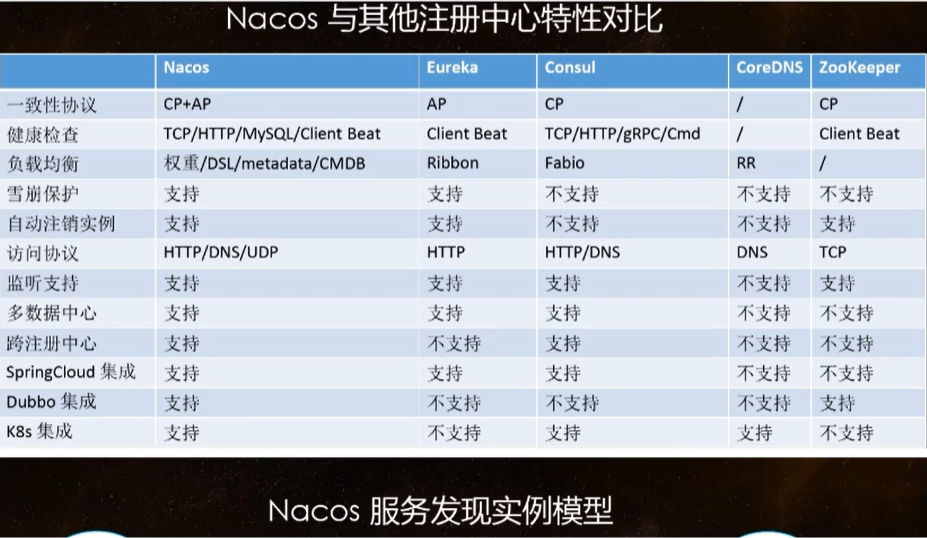 Nacos 与其他注册中心特性对比
Nacos Eureka Consul CoreDNS ZooKeeper
一致性协议 CP+AP AP CP / CP
健康检查 TCP/HTTP/MySQL/Client Beat Client Beat TCP/HTTP/gRPC/Cmd / Client Beat
负载均衡 权重/DSL/metadata/CMDB Ribbon Fabio RR /
雪崩保护 支持 支持 不支持 不支持 不支持
自动注销实例 支持 支持 不支持 不支持 支持
访问协议 HTTP/DNS/UDP HTTP HTTP/DNS DNS TCP
监听支持 支持 支持 支持 不支持 支持
多数据中心 支持 支持 支持 不支持 不支持
跨注册中心 支持 不支持 支持 不支持 不支持
SpringCloud 集成 支持 支持 支持 不支持 不支持
Dubbo 集成 支持 不支持 不支持 不支持 支持
K8s 集成 支持 不支持 支持 支持 不支持
Nacos 服务发现实例模型